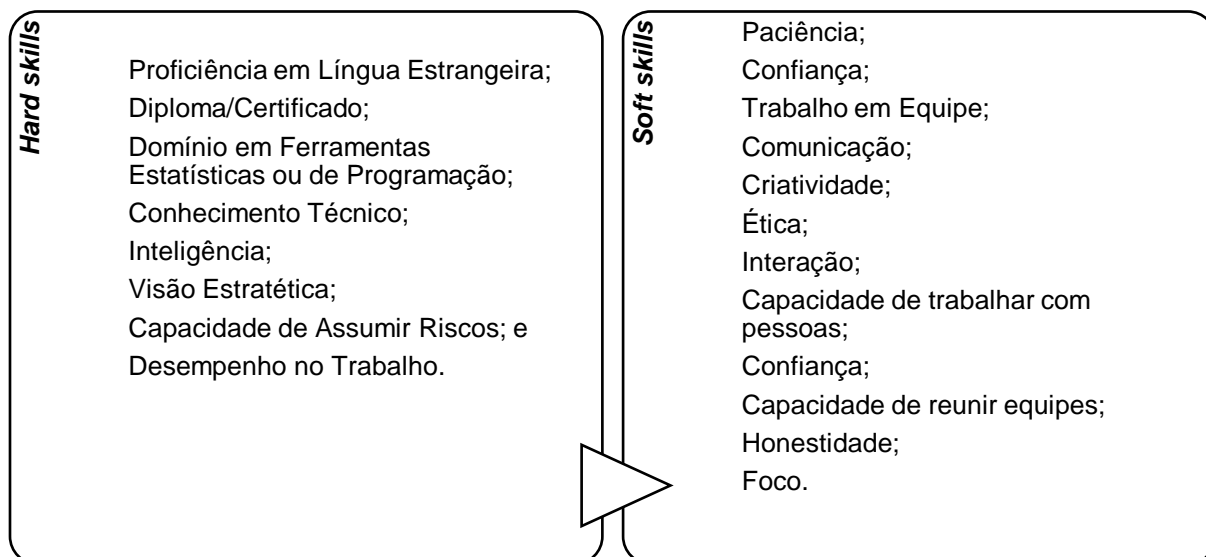 Hard skills
Proficiência em Língua Estrangeira;
Diploma/Certificado;
Domínio em Ferramentas
Estatísticas ou de Programação;
Conhecimento Técnico;
Inteligência;
Visão Estratética;
Capacidade de Assumir Riscos; e
Desempenho no Trabalho.
Soft skills
Paciência;
Confiança;
Trabalho em Equipe;
Comunicação;
Criatividade;
Ética;
Interação;
Capacidade de trabalhar com
pessoas;
Confiança;
Capacidade de reunir equipes;
Honestidade;
Foco.